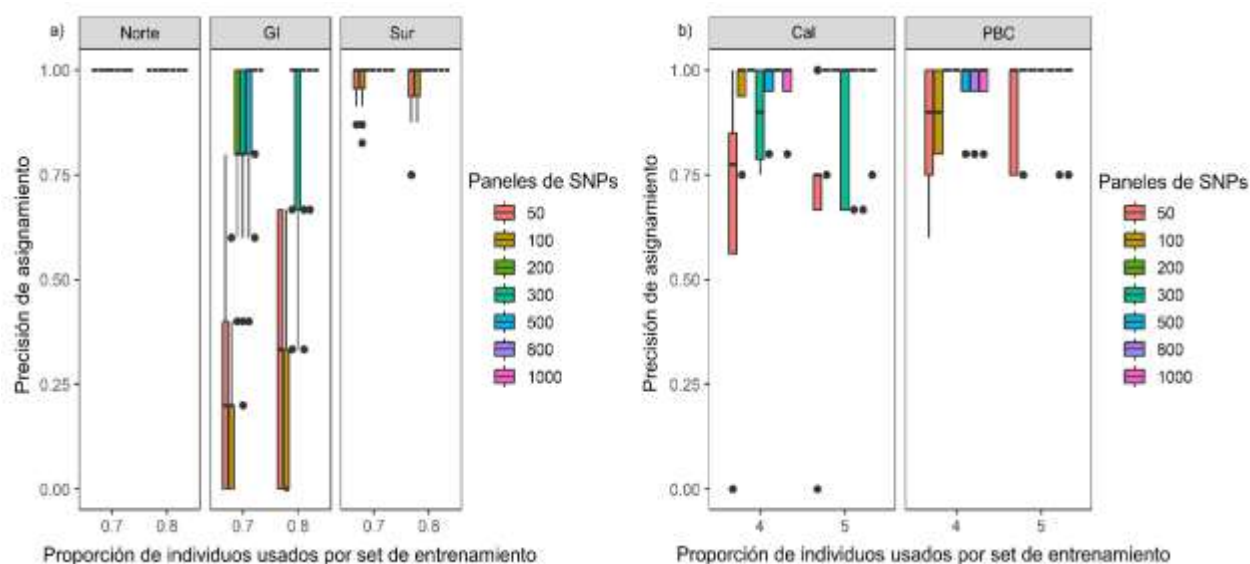 a)
Norte
GI
Sur
1.00
0.75
0.50
0.25
0.00
Precisión de asignamiento
0.7 0.8 0.7 0.8 0.7 0.8
Proporción de individuos usados por set de entrenamiento
Paneles de SNPs
50
100
200
300
500
800
1000
b)
Cal
PBC
1.00
0.75
0.50
0.25
0.00
Precisión de asignamiento
4 5 4 5
Proporción de individuos usados por set de entrenamiento
Paneles de SNPs
50
100
200
300
500
800
1000